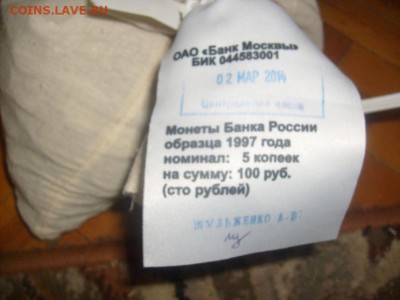 COINS.LAVE.RU
ОАО «Банк Москвы»
БИК 044583001
02 МАР 2014
Центральная касса
Монеты Банка России
образца 1997 года
номинал: 5 копеек
на сумму: 100 руб.
(сто рублей)
ШУЛЬЖЕНКО А.В.